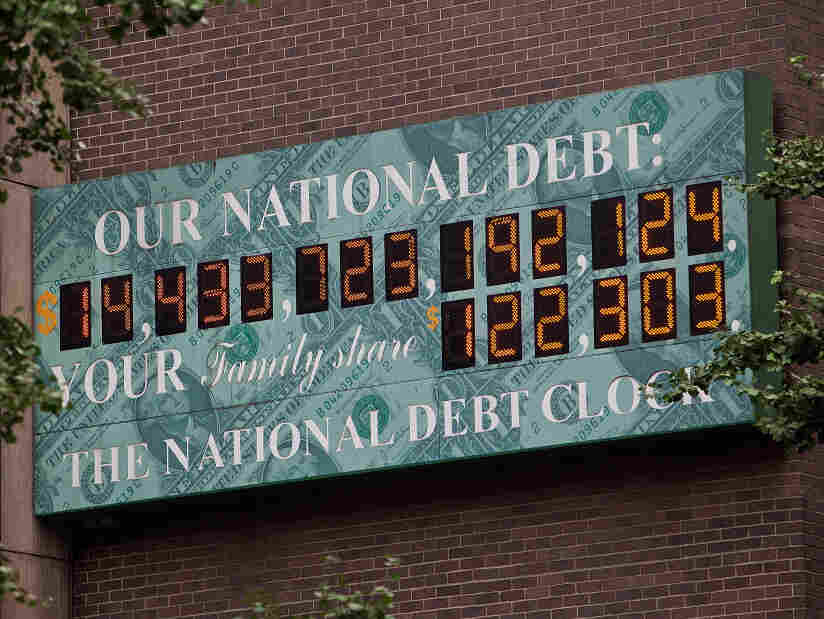 OUR NATIONAL DEBT:
$14,433,723,192,124.
YOUR Family share $122,303.
THE NATIONAL DEBT CLOCK